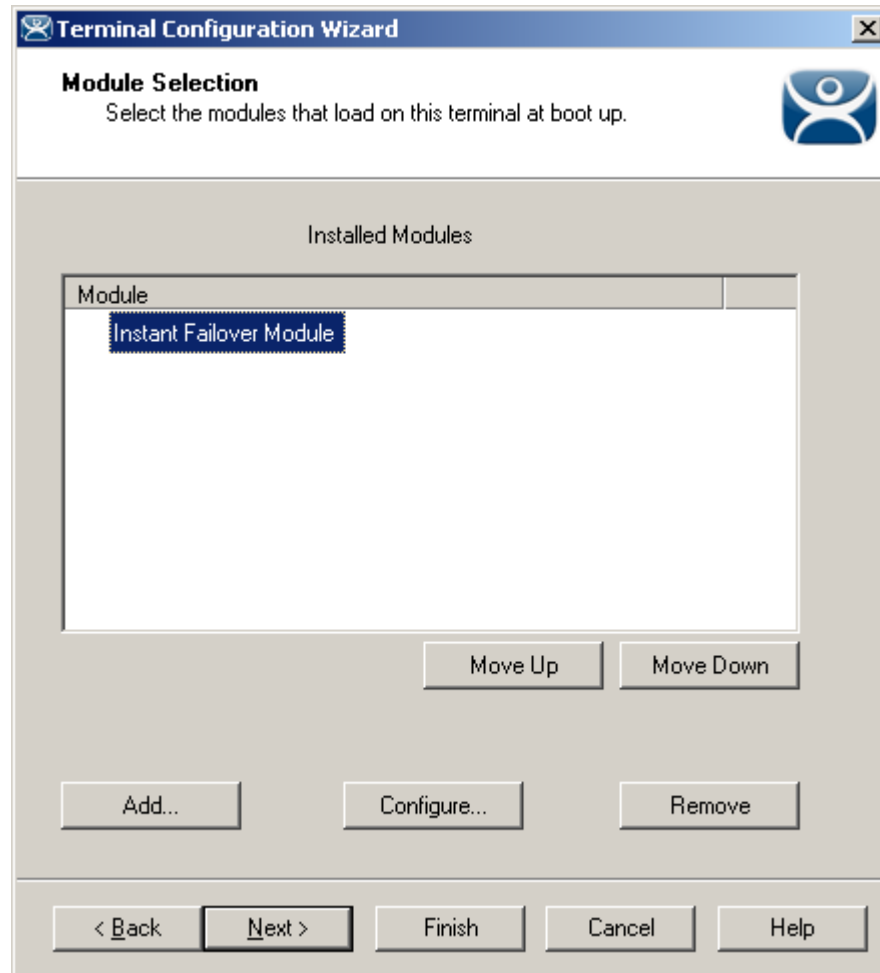 Terminal Configuration Wizard
Module Selection
Select the modules that load on this terminal at boot up.
Installed Modules
Module
Instant Failover Module
Move Up
Move Down
Add...
Configure...
Remove
< Back
Next >
Finish
Cancel
Help